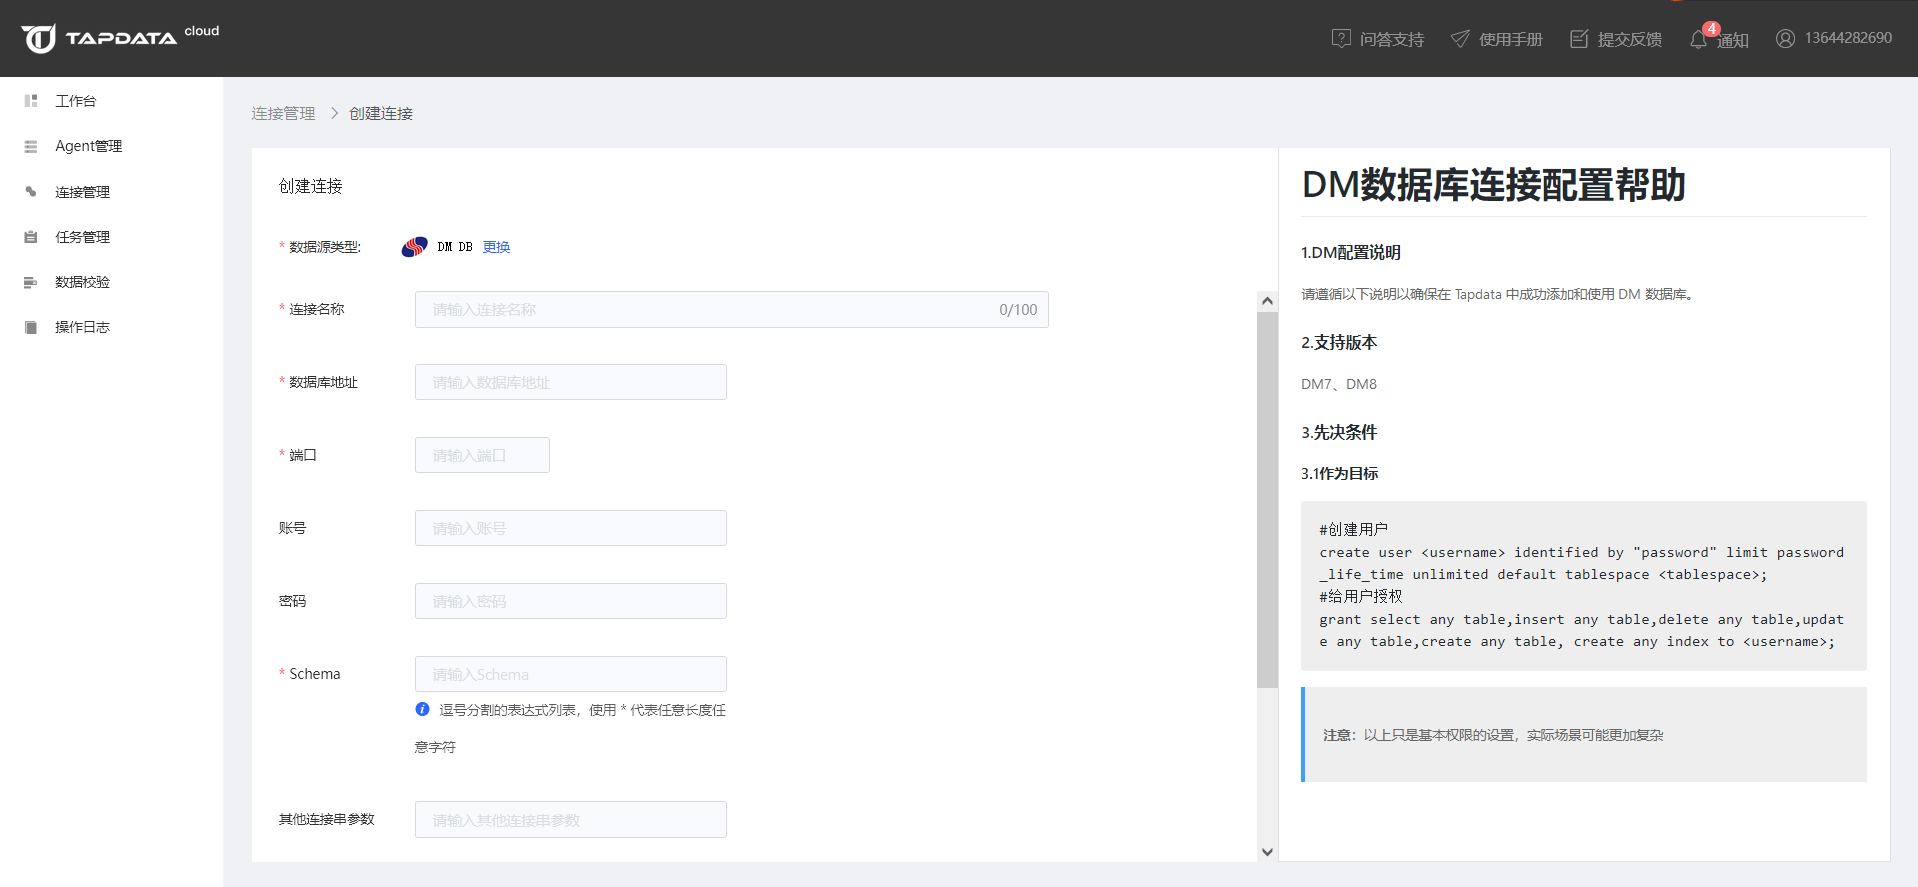 TAPDATA cloud
问答支持
使用手册
提交反馈
4
通知
13644282690
工作台
Agent管理
连接管理
任务管理
数据校验
操作日志
连接管理 > 创建连接
创建连接
* 数据源类型: DM DB 更换
* 连接名称 请输入连接名称 0/100
* 数据库地址 请输入数据库地址
* 端口 请输入端口
账号 请输入账号
密码 请输入密码
* Schema 请输入Schema
逗号分割的表达式列表，使用 * 代表任意长度任
意字符
其他连接串参数 请输入其他连接串参数
DM数据库连接配置帮助
1.DM配置说明
请遵循以下说明以确保在 Tapdata 中成功添加和使用 DM 数据库。
2.支持版本
DM7、DM8
3.先决条件
3.1作为目标
#创建用户
create user <username> identified by "password" limit password
_life_time unlimited default tablespace <tablespace>;
#给用户授权
grant select any table,insert any table,delete any table,updat
e any table,create any table, create any index to <username>;
注意：以上只是基本权限的设置，实际场景可能更加复杂